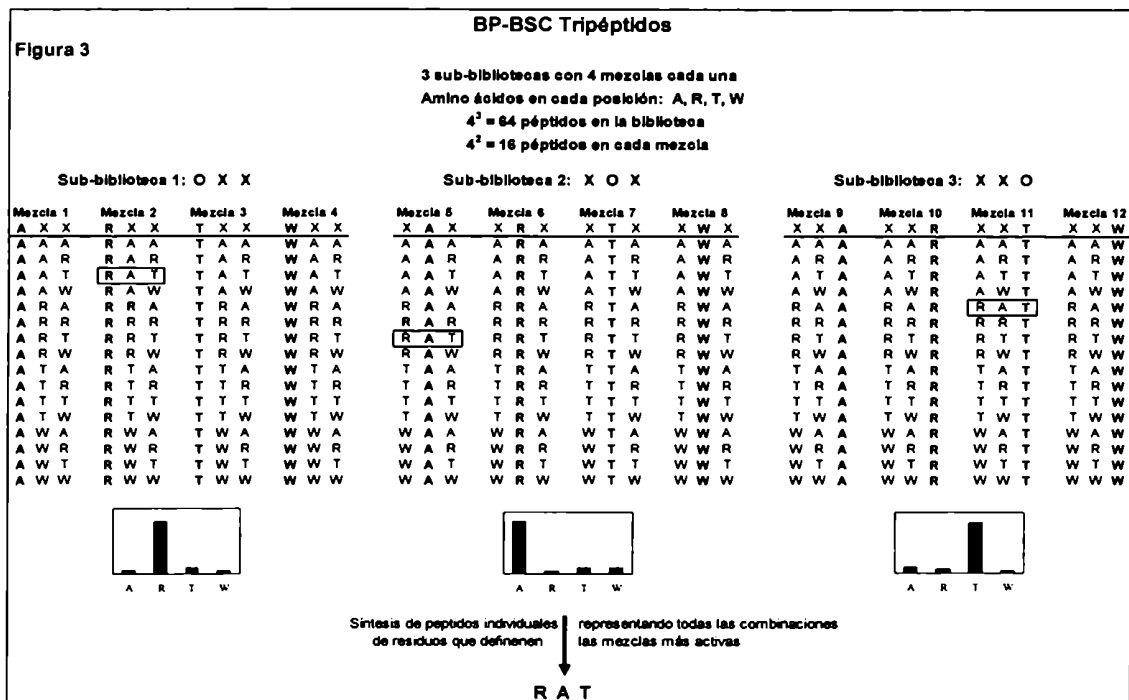 BP-BSC Tripéptidos
Figura 3
3 sub-bibliotecas con 4 mezclas cada una
Amino ácidos en cada posición: A, R, T, W
4³ = 64 péptidos en la biblioteca
4² = 16 péptidos en cada mezcla
Sub-biblioteca 1: O X X Sub-biblioteca 2: X O X Sub-biblioteca 3: X X O
Mezcla 1 Mezcla 2 Mezcla 3 Mezcla 4 Mezcla 5 Mezcla 6 Mezcla 7 Mezcla 8 Mezcla 9 Mezcla 10 Mezcla 11 Mezcla 12
A X X R X X T X X W X X X A X X R X X T X X W X X X A X X R X X T X X W
A A A R A A T A A W A A A A A A R A A T A A W A A A A A A R A A T A A W
A A R R A R T A R W A R A A R A R R A T R A W R A R A A R R A R T A R W
A A T R A T T A T W A T A A T A R T A T T A W T A T A A T R A T T A T W
A A W R A W T A W W A W A A W A R W A T W A W W A W A A W R A W T A W W
A R A R R A T R A W R A R A A R R A R T A R W A R A A R A R R A T R A W
A R R R R R T R R W R R R A R R R R R T R R W R R R A R R R R R T R R W
A R T R R T T R T W R T R A T R R T R T T R W T R T A R T R R T T R T W
A R W R R W T R W W R W R A W R R W R T W R W W R W A R W R R W T R W W
A T A R T A T T A W T A T A A T R A T T A T W A T A A T A R T A T T A W
A T R R T R T T R W T R T A R T R R T T R T W R T R A T R R T R T T R W
A T T R T T T T T W T T T A T T R T T T T T W T T T A T T R T T T T T W
A T W R T W T T W W T W T A W T R W T T W T W W T W A T W R T W T T W W
A W A R W A T W A W W A W A A W R A W T A W W A W A A W A R W A T W A W
A W R R W R T W R W W R W A R W R R W T R W W R W R A W R R W R T W R W
A W T R W T T W T W W T W A T W R T W T T W W T W T A W T R W T T W T W
A W W R W W T W W W W W W A W W R W W T W W W W W W A W W R W W T W W W
A R T W A R T W A R T W
Síntesis de peptidos individuales representando todas las combinaciones
de residuos que definenen las mezclas más activas
R A T